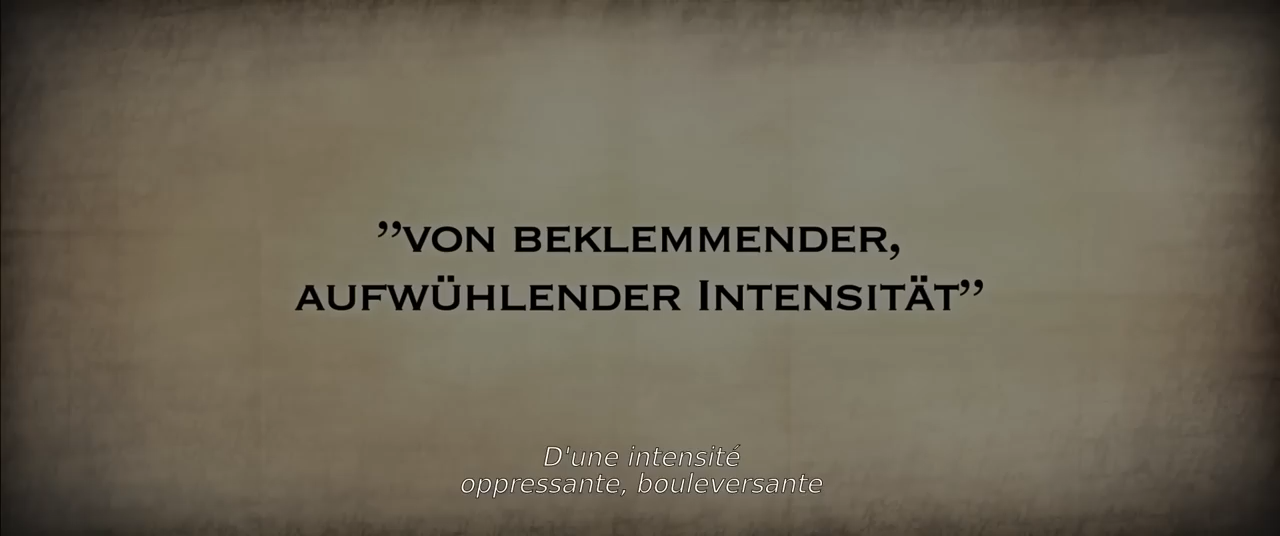 ”VON BEKLEMMENDER,
AUFWÜHLENDER INTENSITÄT”
D'une intensité
oppressante, bouleversante